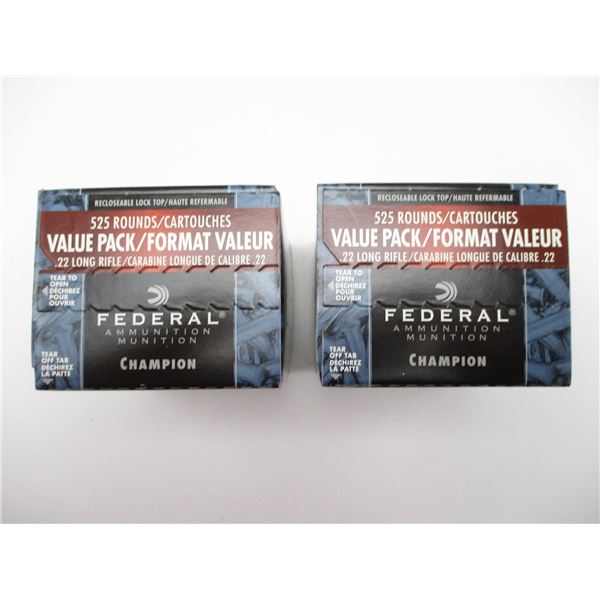 RECLOSEABLE LOCK TOP/HAUTE REFERMABLE
525 ROUNDS/CARTOUCHES
VALUE PACK/FORMAT VALEUR
.22 LONG RIFLE/CARABINE LONGUE DE CALIBRE .22
TEAR TO
OPEN
DÉCHIREZ
POUR
OUVRIR
FEDERAL®
AMMUNITION
MUNITION
TEAR
OFF TAB
DÉCHIREZ
LA PATTE
CHAMPION
RECLOSEABLE LOCK TOP/HAUTE REFERMABLE
525 ROUNDS/CARTOUCHES
VALUE PACK/FORMAT VALEUR
.22 LONG RIFLE/CARABINE LONGUE DE CALIBRE .22
TEAR TO
OPEN
DÉCHIREZ
POUR
OUVRIR
FEDERAL®
AMMUNITION
MUNITION
TEAR
OFF TAB
DÉCHIREZ
LA PATTE
CHAMPION